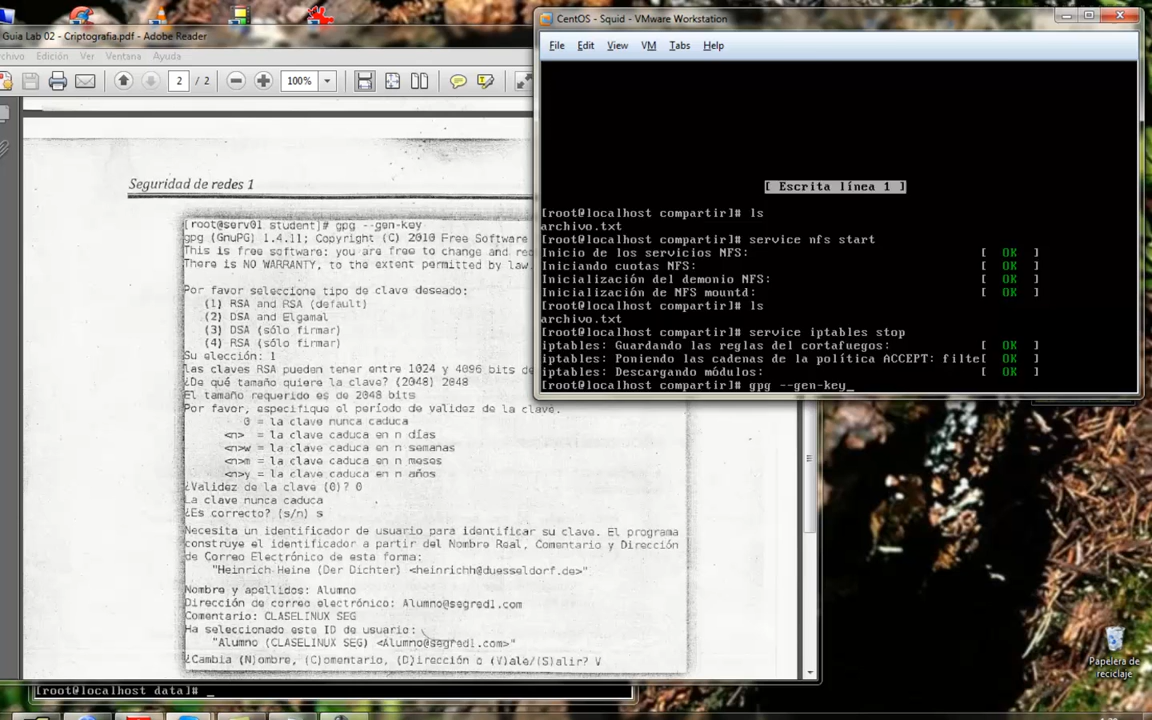 Guia Lab 02 - Criptografia.pdf - Adobe Reader
Archivo Edición Ver Ventana Ayuda
2 / 2 100%
Seguridad de redes 1
[root@serv01 student]# gpg --gen-key
gpg (GnuPG) 1.4.11; Copyright (C) 2010 Free Software
This is free software: you are free to change and red
There is NO WARRANTY, to the extent permitted by law.
Por favor seleccione tipo de clave deseado:
(1) RSA and RSA (default)
(2) DSA and Elgamal
(3) DSA (sólo firmar)
(4) RSA (sólo firmar)
Su elección: 1
las claves RSA pueden tener entre 1024 y 4096 bits de
¿De qué tamaño quiere la clave? (2048) 2048
El tamaño requerido es de 2048 bits
Por favor, especifique el período de validez de la clave.
0 = la clave nunca caduca
<n> = la clave caduca en n días
<n>w = la clave caduca en n semanas
<n>m = la clave caduca en n meses
<n>y = la clave caduca en n años
¿Validez de la clave (0)? 0
La clave nunca caduca
¿Es correcto? (s/n) s
Necesita un identificador de usuario para identificar su clave. El programa
construye el identificador a partir del Nombre Real, Comentario y Dirección
de Correo Electrónico de esta forma:
"Heinrich Heine (Der Dichter) <heinrichh@duesseldorf.de>"
Nombre y apellidos: Alumno
Dirección de correo electrónico: Alumno@segred1.com
Comentario: CLASELINUX SEG
Ha seleccionado este ID de usuario:
"Alumno (CLASELINUX SEG) <Alumno@segred1.com>"
¿Cambia (N)ombre, (C)omentario, (D)irección o (V)ale/(S)alir? V
[root@localhost data]# _
CentOS - Squid - VMware Workstation
File Edit View VM Tabs Help
[ Escrita línea 1 ]
[root@localhost compartir]# ls
archivo.txt
[root@localhost compartir]# service nfs start
Inicio de los servicios NFS: [ OK ]
Iniciando cuotas NFS: [ OK ]
Inicialización del demonio NFS: [ OK ]
Inicialización de NFS mountd: [ OK ]
[root@localhost compartir]# ls
archivo.txt
[root@localhost compartir]# service iptables stop
iptables: Guardando las reglas del cortafuegos: [ OK ]
iptables: Poniendo las cadenas de la política ACCEPT: filte[ OK ]
iptables: Descargando módulos: [ OK ]
[root@localhost compartir]# gpg --gen-key_
Papelera de
reciclaje